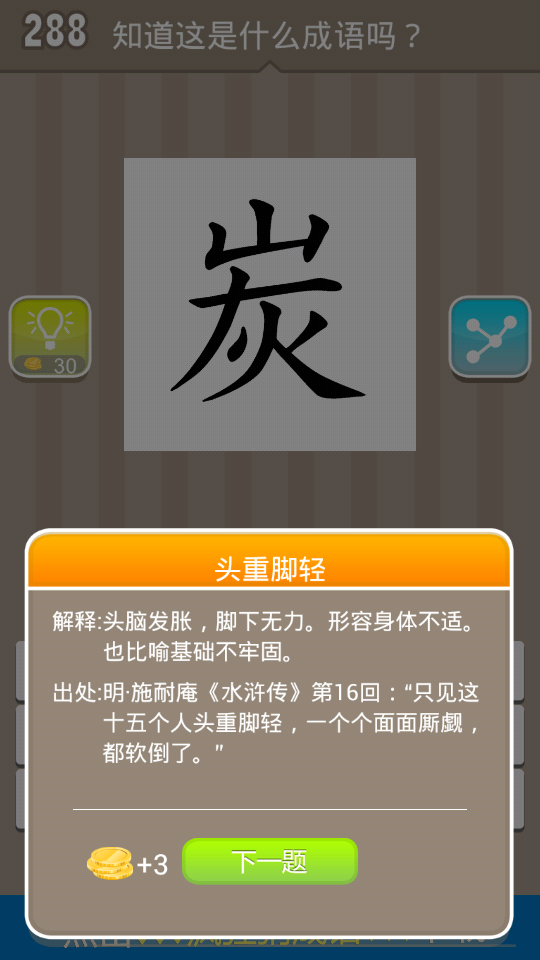 288 知道这是什么成语吗？
炭
30
头重脚轻
解释:头脑发胀，脚下无力。形容身体不适。
也比喻基础不牢固。
出处:明·施耐庵《水浒传》第16回：“只见这
十五个人头重脚轻，一个个面面厮觑，
都软倒了。”
+3 下一题